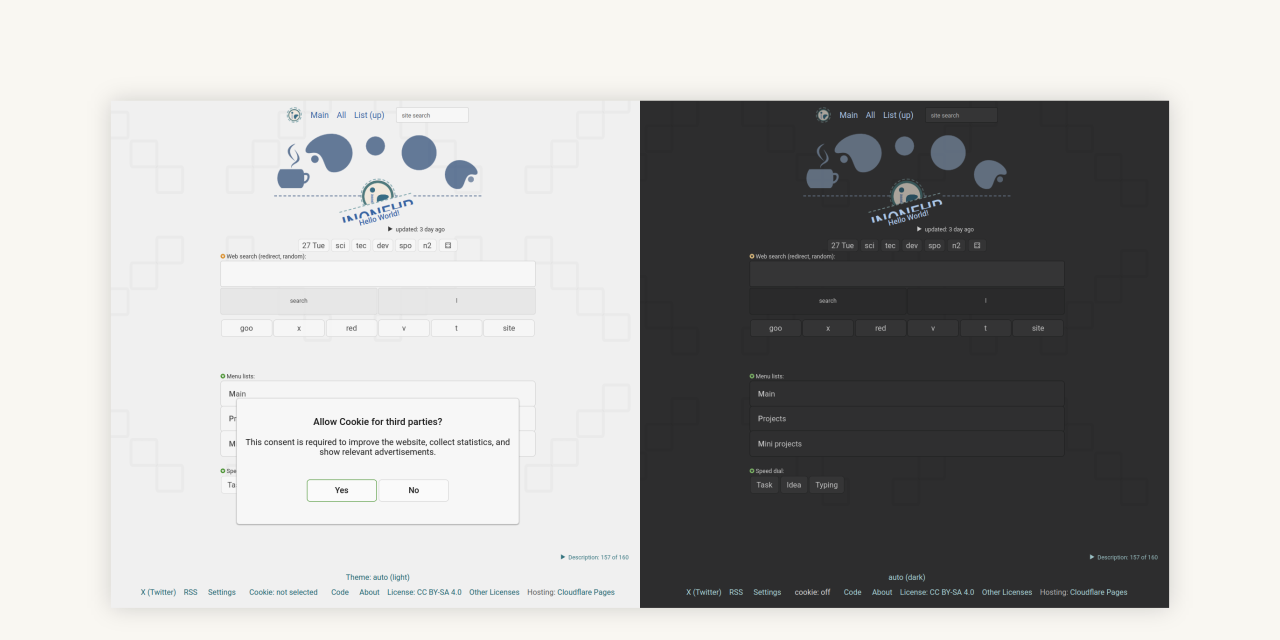 Main All List (up) site search
INONEHP
Hello World!
updated: 3 day ago
27 Tue sci tec dev spo n2
Web search (redirect, random):
search I
goo x red v t site
Menu lists:
Main
Pr
M
Spe
Ta
Allow Cookie for third parties?
This consent is required to improve the website, collect statistics, and
show relevant advertisements.
Yes No
Description: 157 of 160
Theme: auto (light)
X (Twitter) RSS Settings Cookie: not selected Code About License: CC BY-SA 4.0 Other Licenses Hosting: Cloudflare Pages
Main All List (up) site search
INONEHP
Hello World!
updated: 3 day ago
27 Tue sci tec dev spo n2
Web search (redirect, random):
search I
goo x red v t site
Menu lists:
Main
Projects
Mini projects
Speed dial:
Task Idea Typing
Description: 157 of 160
auto (dark)
X (Twitter) RSS Settings cookie: off Code About License: CC BY-SA 4.0 Other Licenses Hosting: Cloudflare Pages